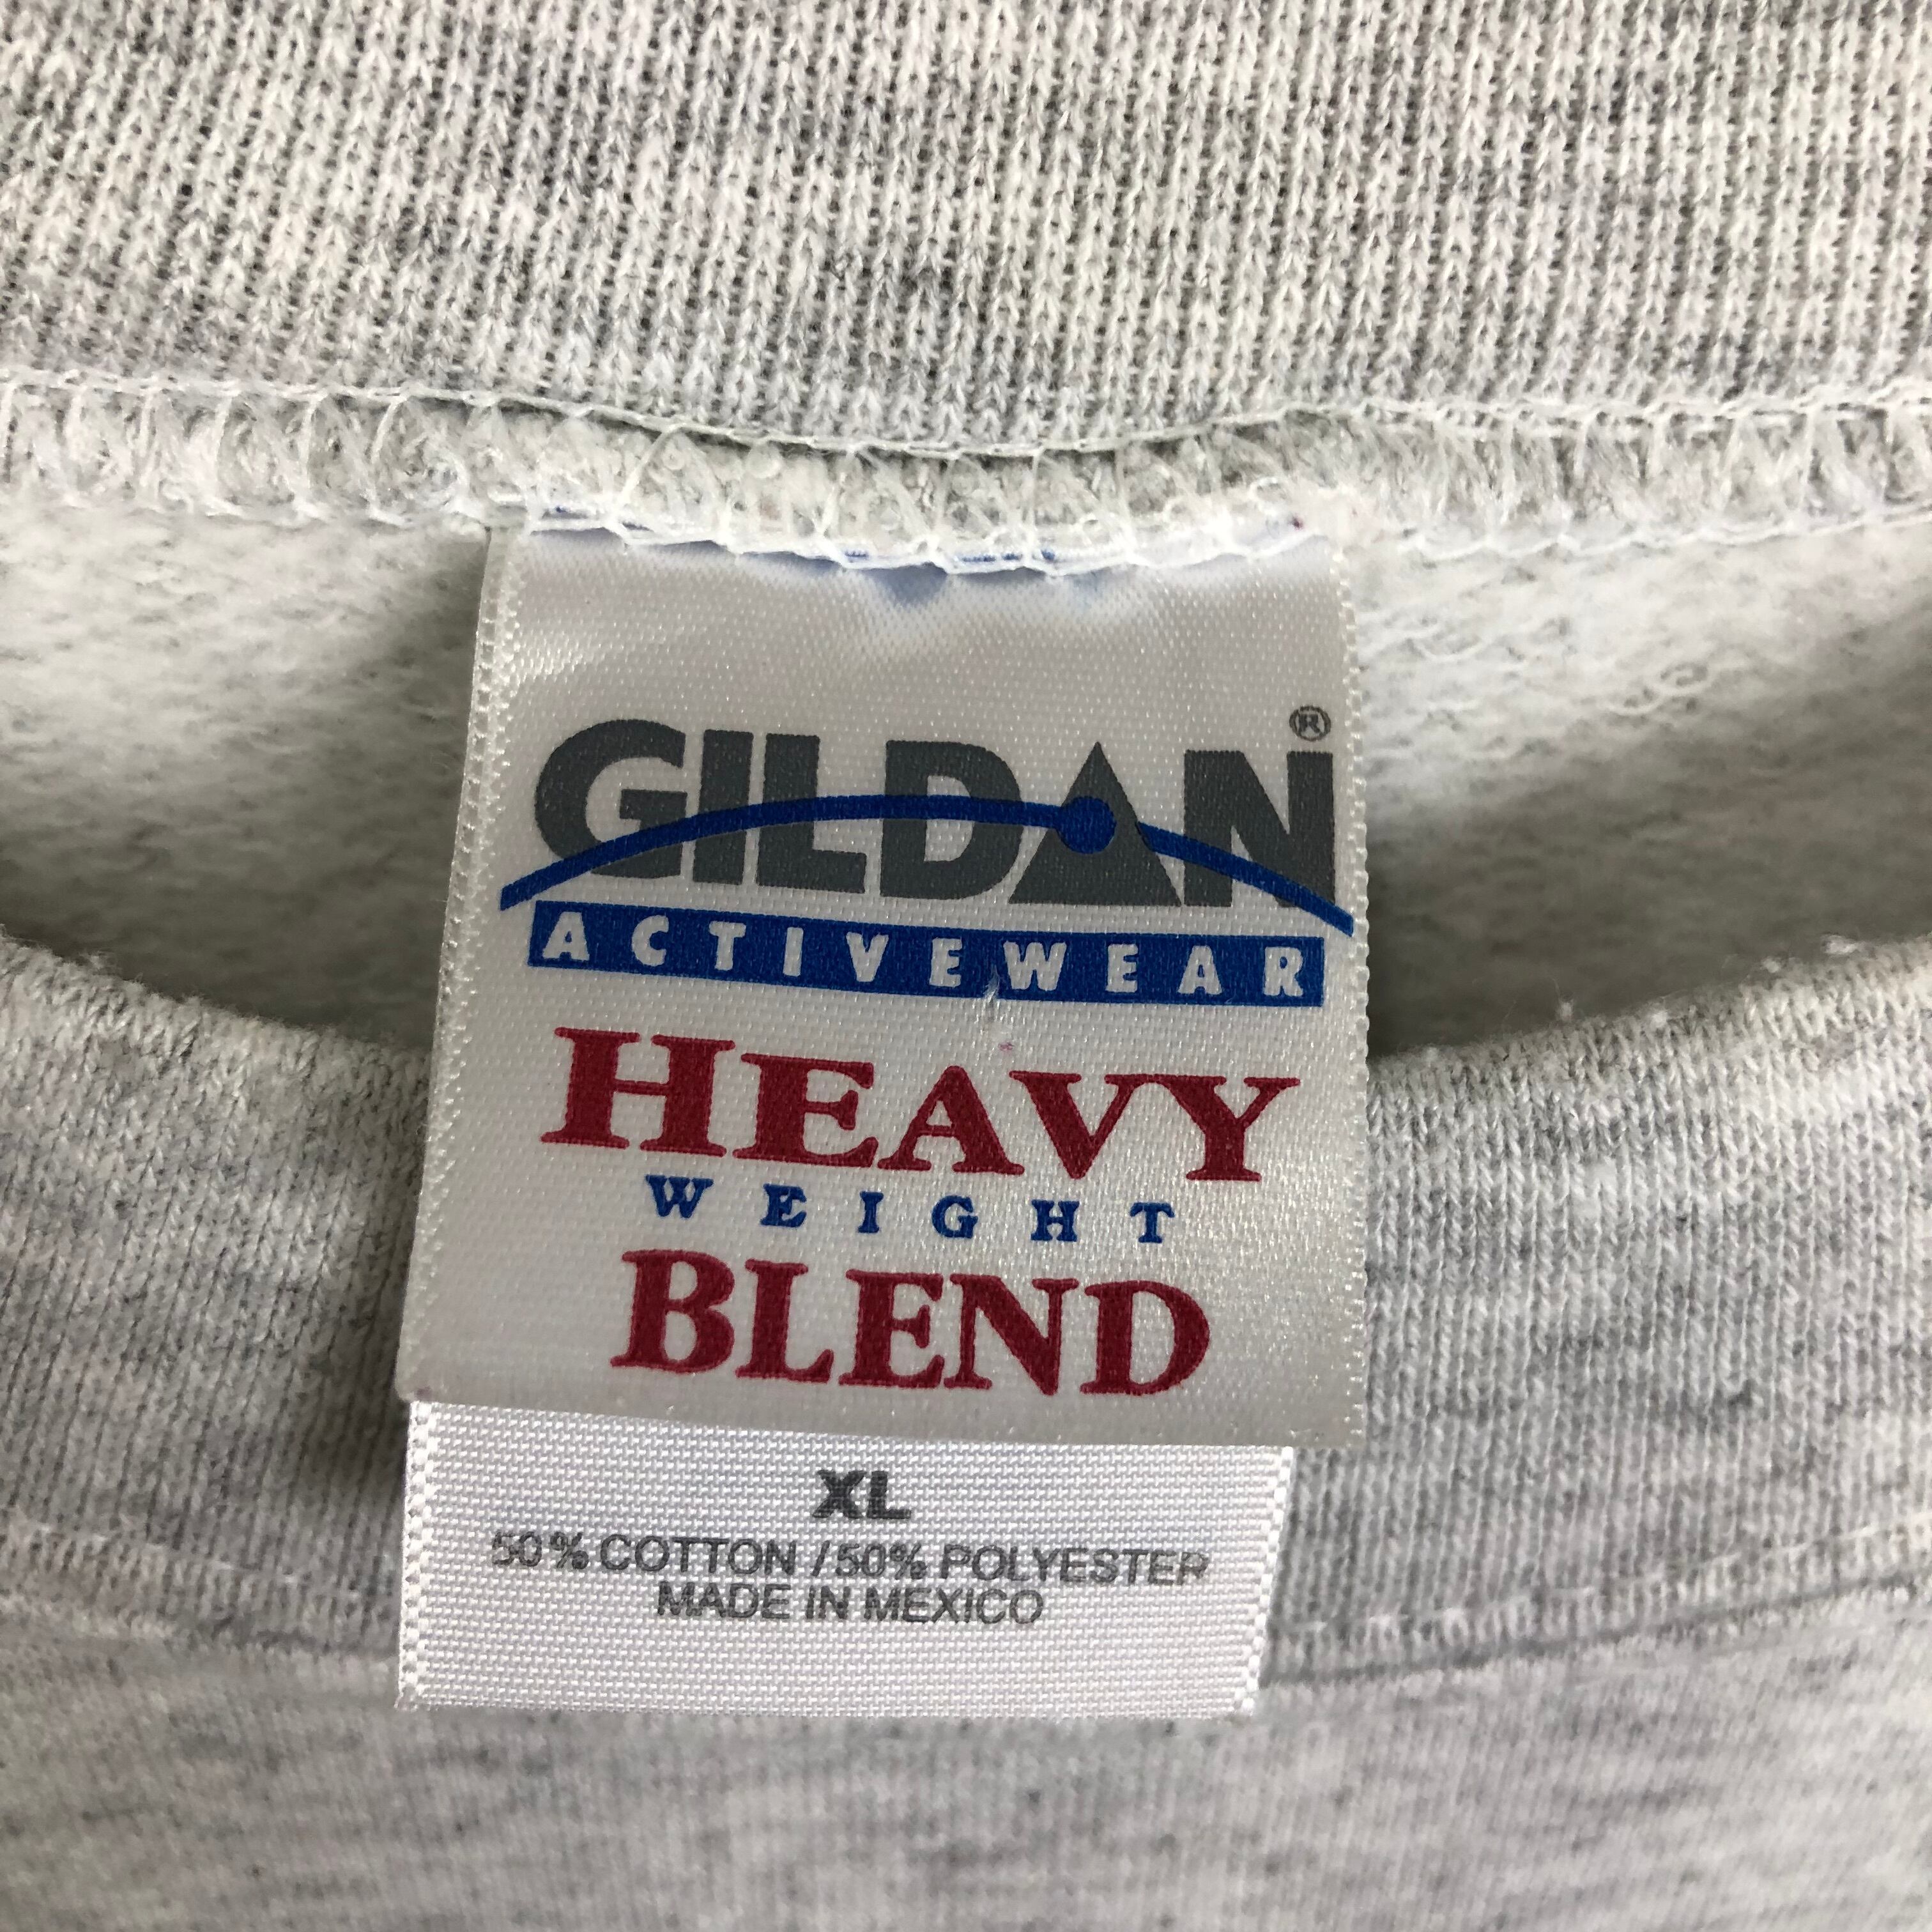 GILDAN®
ACTIVEWEAR
HEAVY
WEIGHT
BLEND
XL
50% COTTON / 50% POLYESTER
MADE IN MEXICO